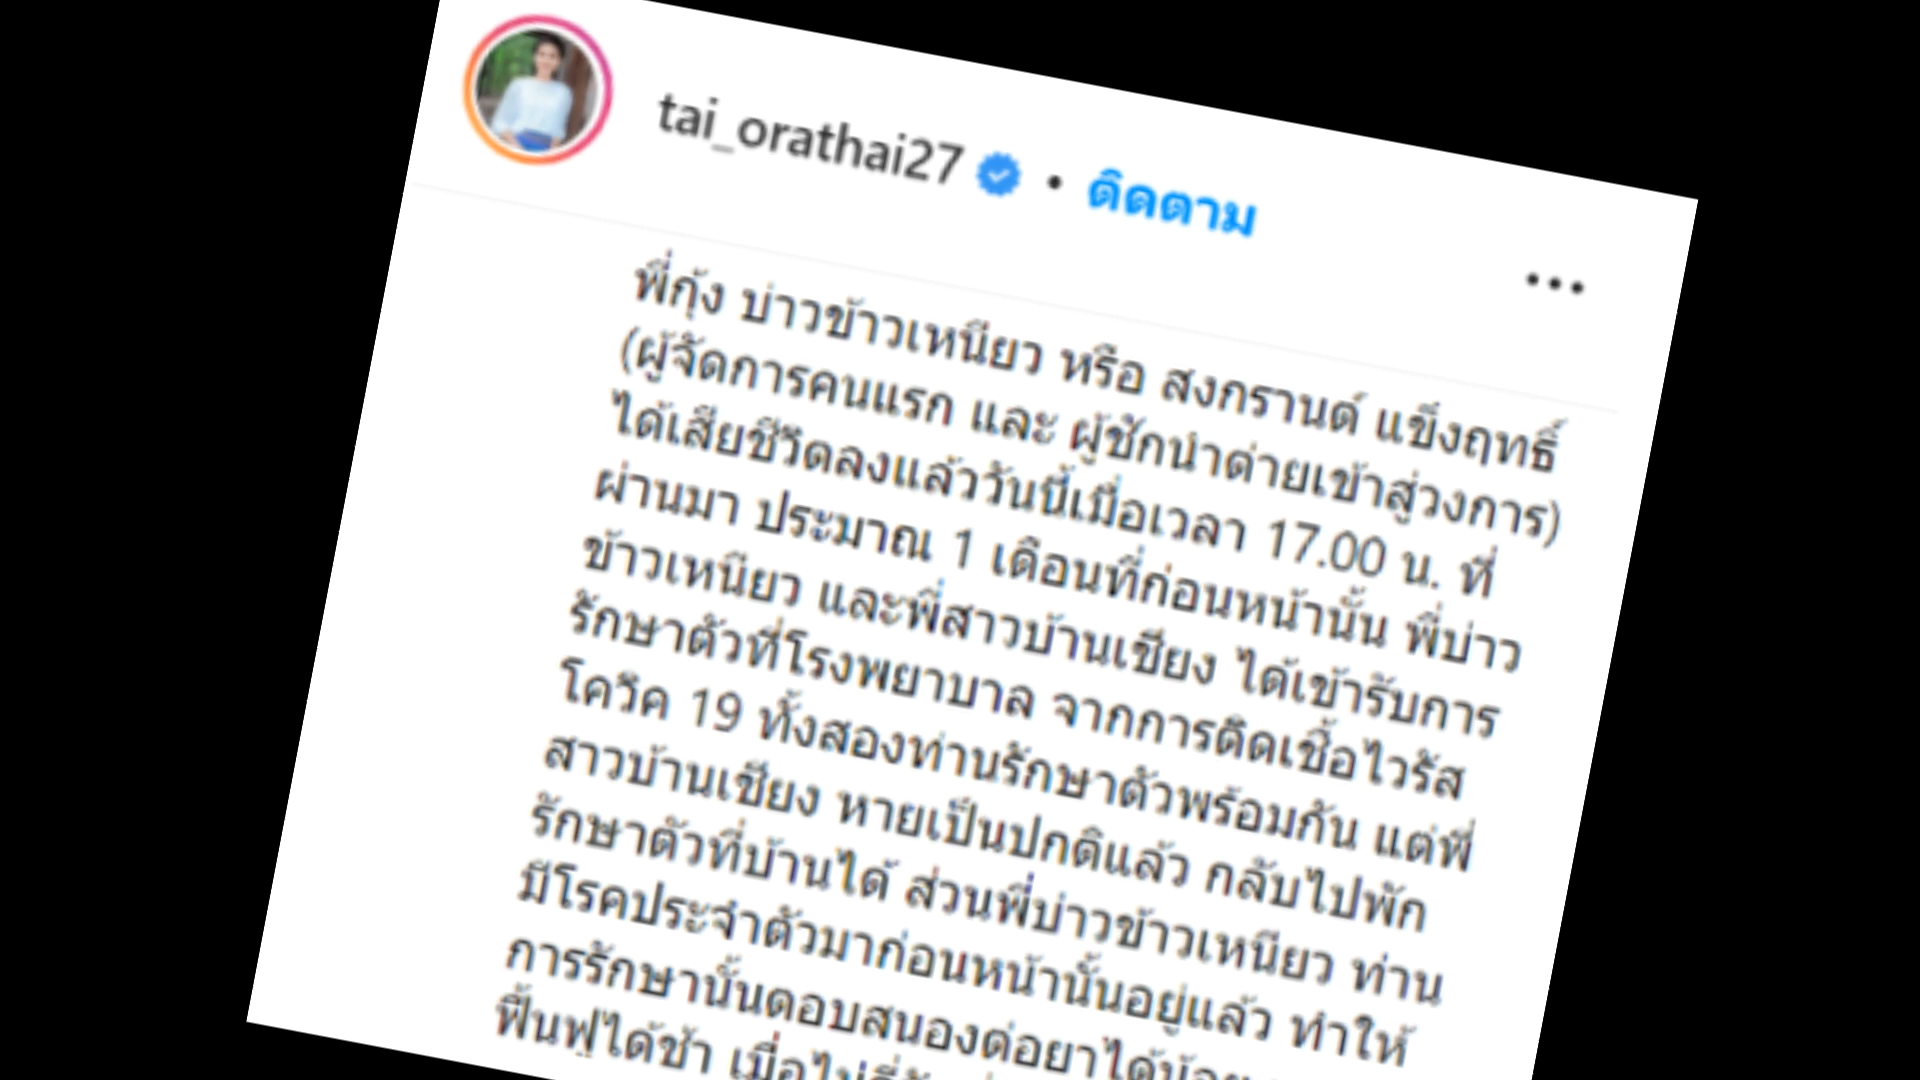 tai_orathai27 • ติดตาม
พี่กุ้ง บ่าวข้าวเหนียว หรือ สงกรานต์ แข็งฤทธิ์
(ผู้จัดการคนแรก และ ผู้ชักนำต่ายเข้าสู่วงการ)
ได้เสียชีวิตลงแล้ววันนี้เมื่อเวลา 17.00 น. ที่
ผ่านมา ประมาณ 1 เดือนที่ก่อนหน้านั้น พี่บ่าว
ข้าวเหนียว และพี่สาวบ้านเชียง ได้เข้ารับการ
รักษาตัวที่โรงพยาบาล จากการติดเชื้อไวรัส
โควิค 19 ทั้งสองท่านรักษาตัวพร้อมกัน แต่พี่
สาวบ้านเชียง หายเป็นปกติแล้ว กลับไปพัก
รักษาตัวที่บ้านได้ ส่วนพี่บ่าวข้าวเหนียว ท่าน
มีโรคประจำตัวมาก่อนหน้านั้นอยู่แล้ว ทำให้
การรักษานั้นตอบสนองต่อยาได้น้อย
ฟื้นฟูได้ช้า